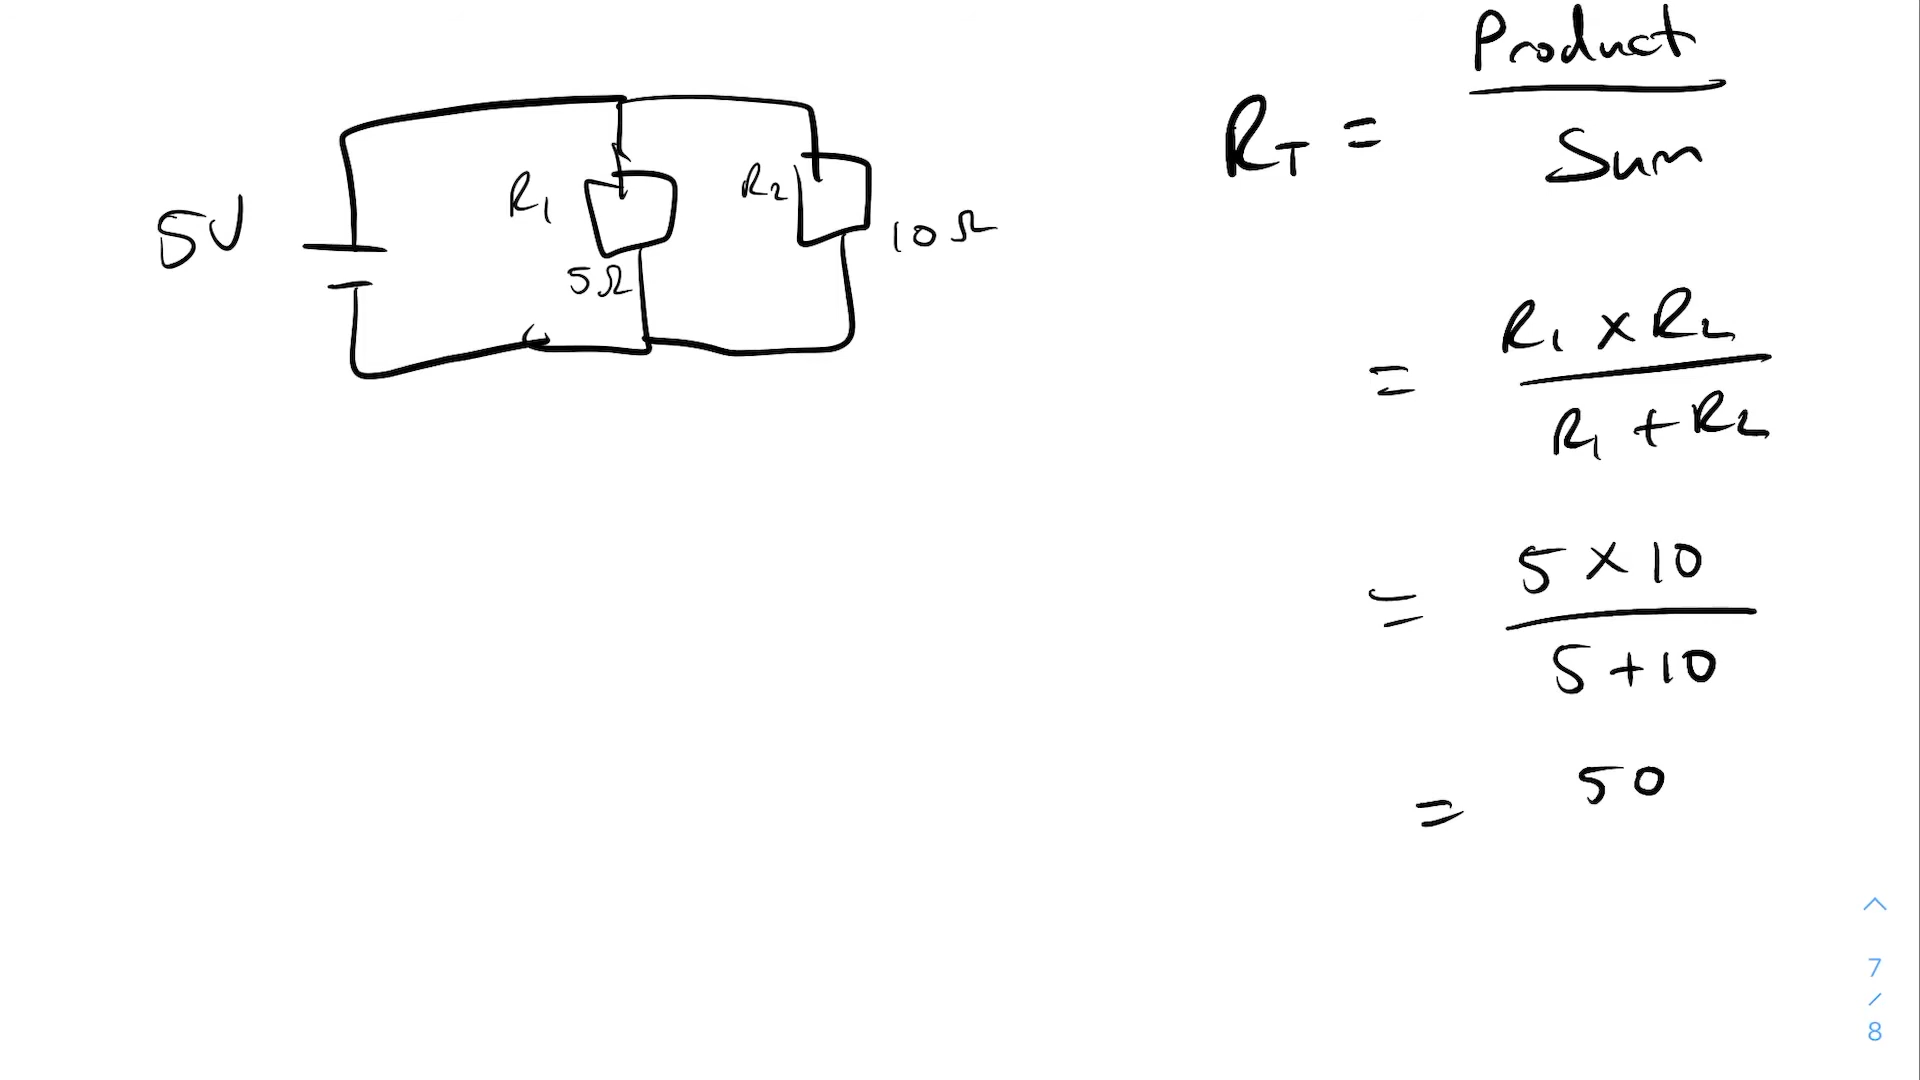 5V
R1
5Ω
R2
10Ω
RT = Product
Sum
= R1 × R2
R1 + R2
= 5 × 10
5 + 10
= 50
7
/
8